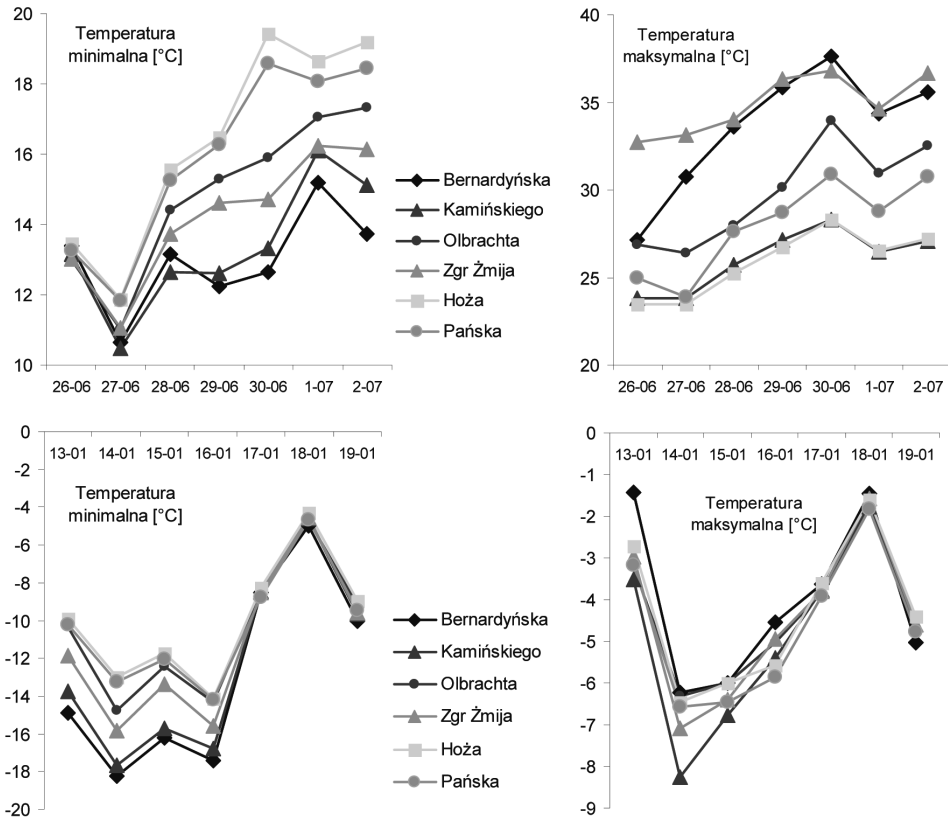 20
18
16
14
12
10
Temperatura
minimalna [°C]
26-06 27-06 28-06 29-06 30-06 1-07 2-07
Bernardyńska
Kamińskiego
Olbrachta
Zgr Żmija
Hoża
Pańska
40
35
30
25
20
Temperatura
maksymalna [°C]
26-06 27-06 28-06 29-06 30-06 1-07 2-07
0
-2
-4
-6
-8
-10
-12
-14
-16
-18
-20
13-01 14-01 15-01 16-01 17-01 18-01 19-01
Temperatura
minimalna [°C]
Bernardyńska
Kamińskiego
Olbrachta
Zgr Żmija
Hoża
Pańska
0
-1
-2
-3
-4
-5
-6
-7
-8
-9
13-01 14-01 15-01 16-01 17-01 18-01 19-01
Temperatura
maksymalna [°C]